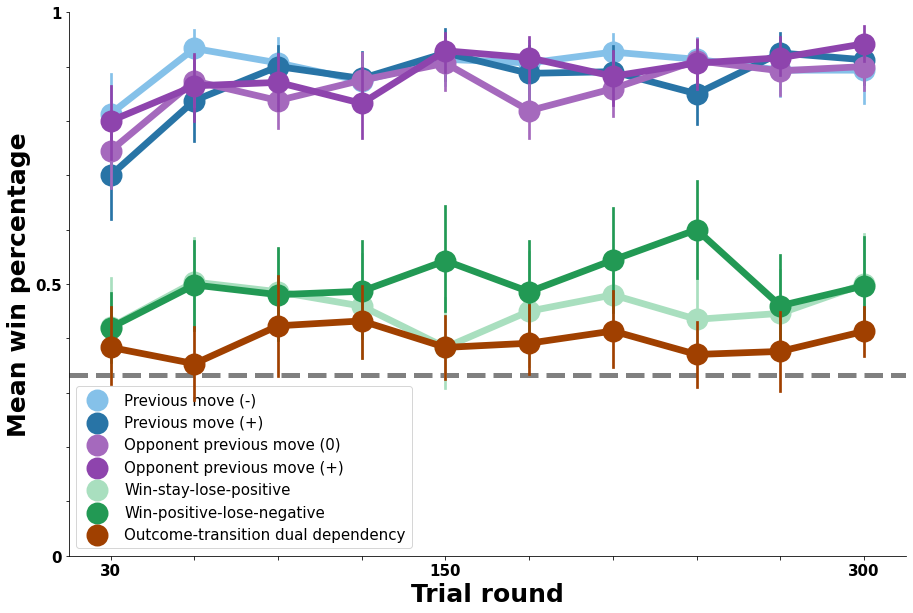 1
Mean win percentage
0.5
Previous move (-)
Previous move (+)
Opponent previous move (0)
Opponent previous move (+)
Win-stay-lose-positive
Win-positive-lose-negative
Outcome-transition dual dependency
0
30
150
300
Trial round